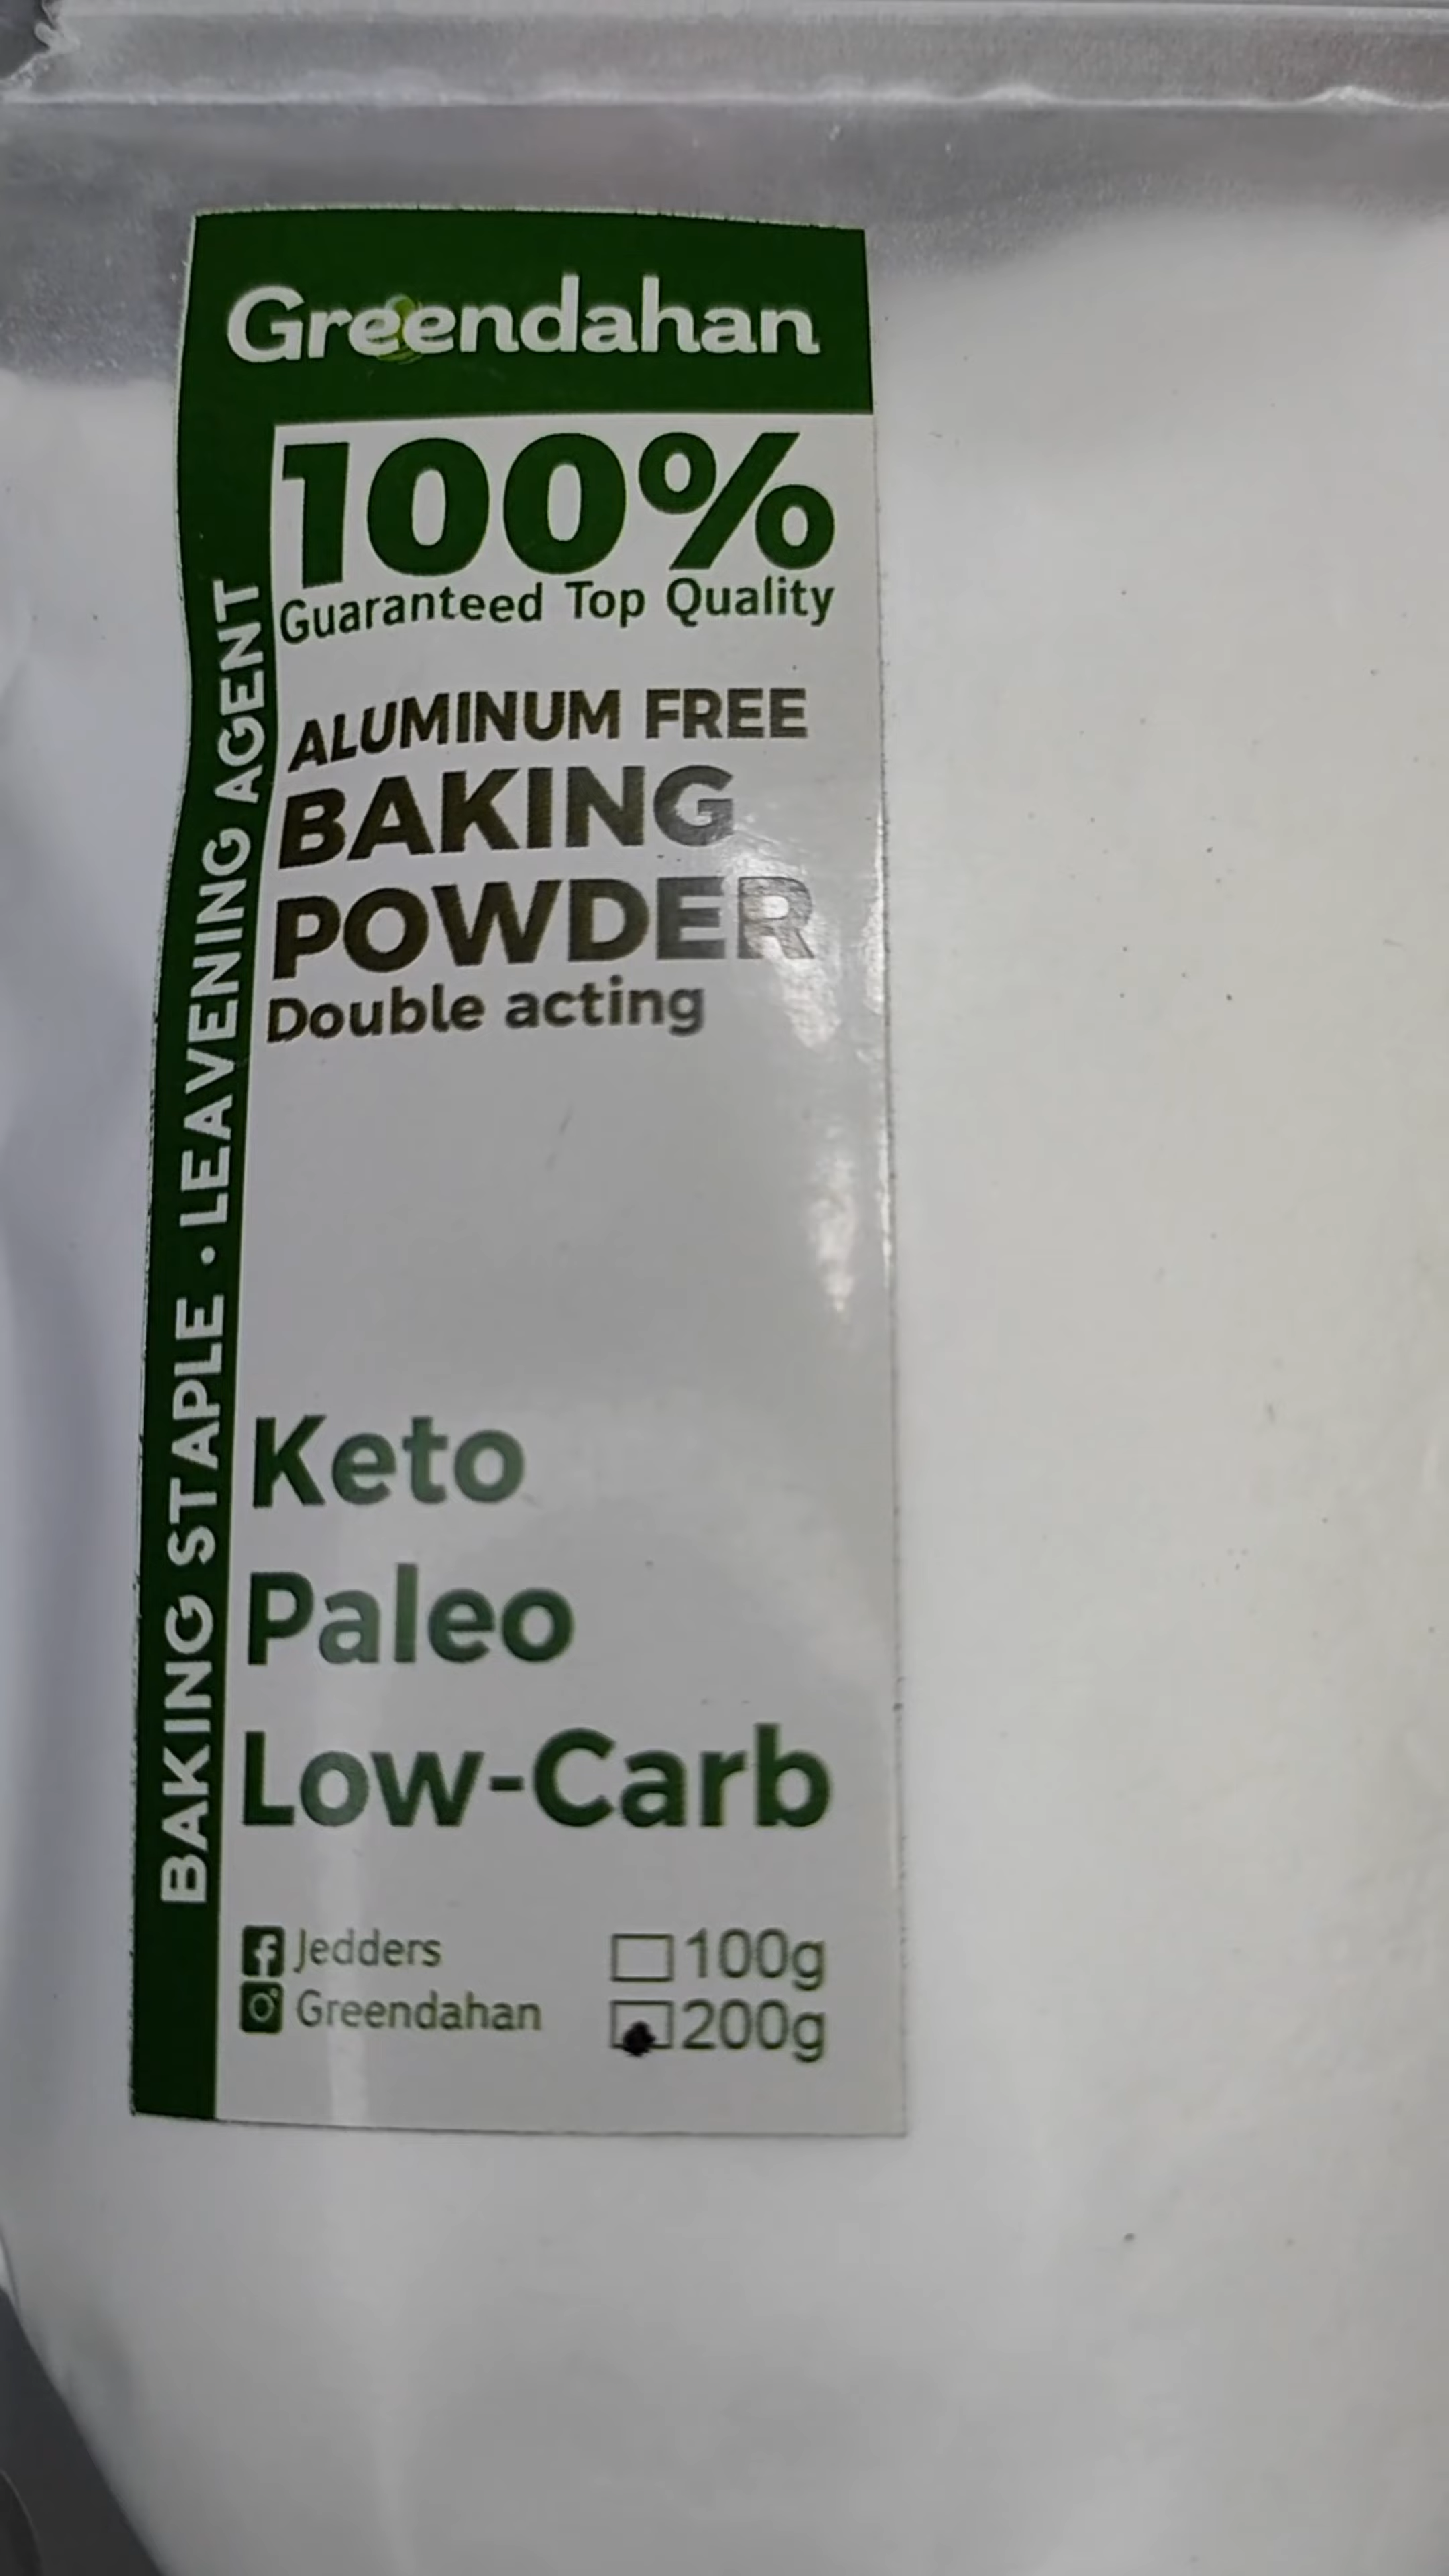 Greendahan
100%
Guaranteed Top Quality
ALUMINUM FREE
BAKING
POWDER
Double acting
BAKING STAPLE • LEAVENING AGENT
Keto
Paleo
Low-Carb
Jedders
Greendahan
100g
200g